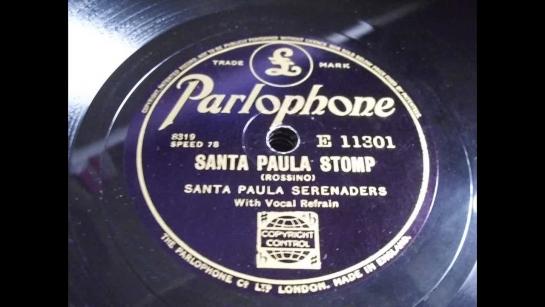 TRADE MARK
£
Parlophone
8319
SPEED 78
E 11301
SANTA PAULA STOMP
(ROSSINO)
SANTA PAULA SERENADERS
With Vocal Refrain
COPYRIGHT
CONTROL
THE PARLOPHONE Cº LTD LONDON. MADE IN ENGLAND.